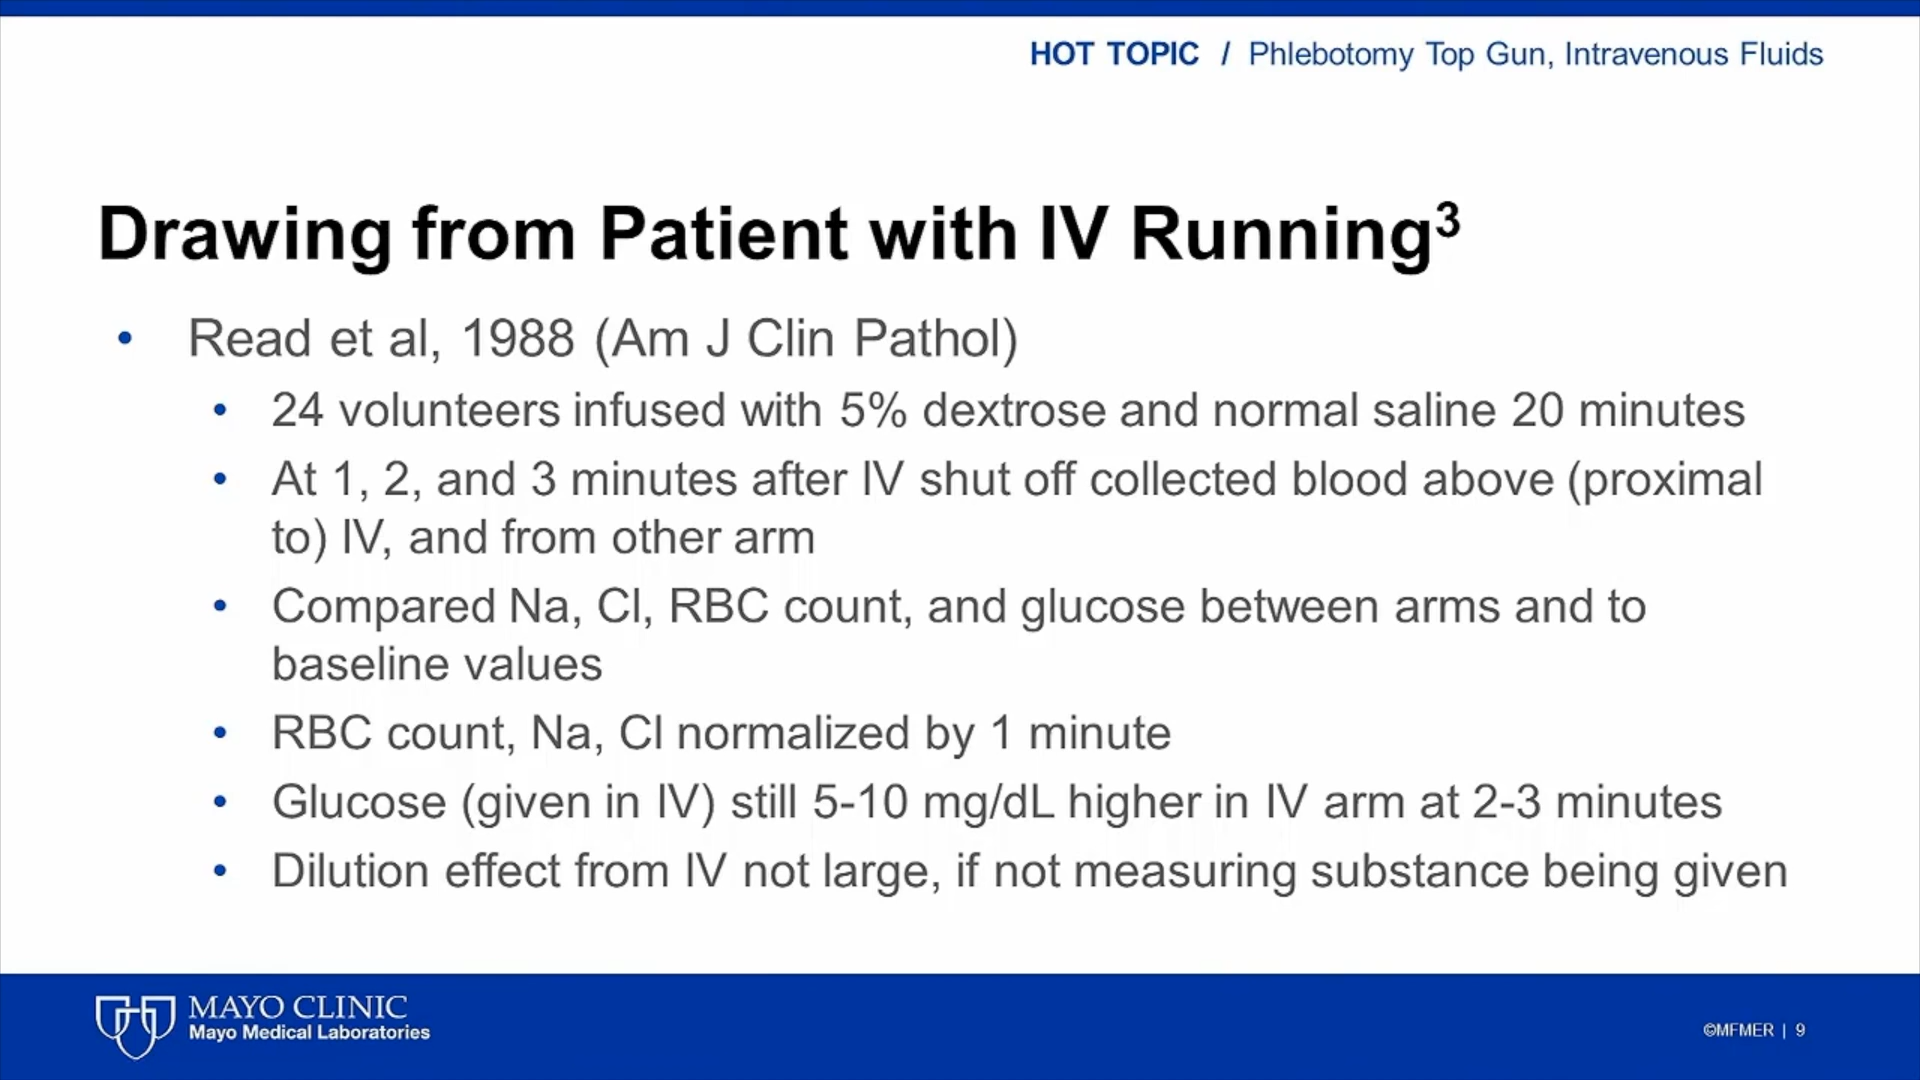 HOT TOPIC / Phlebotomy Top Gun, Intravenous Fluids
Drawing from Patient with IV Running³
• Read et al, 1988 (Am J Clin Pathol)
• 24 volunteers infused with 5% dextrose and normal saline 20 minutes
• At 1, 2, and 3 minutes after IV shut off collected blood above (proximal
to) IV, and from other arm
• Compared Na, Cl, RBC count, and glucose between arms and to
baseline values
• RBC count, Na, Cl normalized by 1 minute
• Glucose (given in IV) still 5-10 mg/dL higher in IV arm at 2-3 minutes
• Dilution effect from IV not large, if not measuring substance being given
MAYO CLINIC
Mayo Medical Laboratories
©MFMER | 9